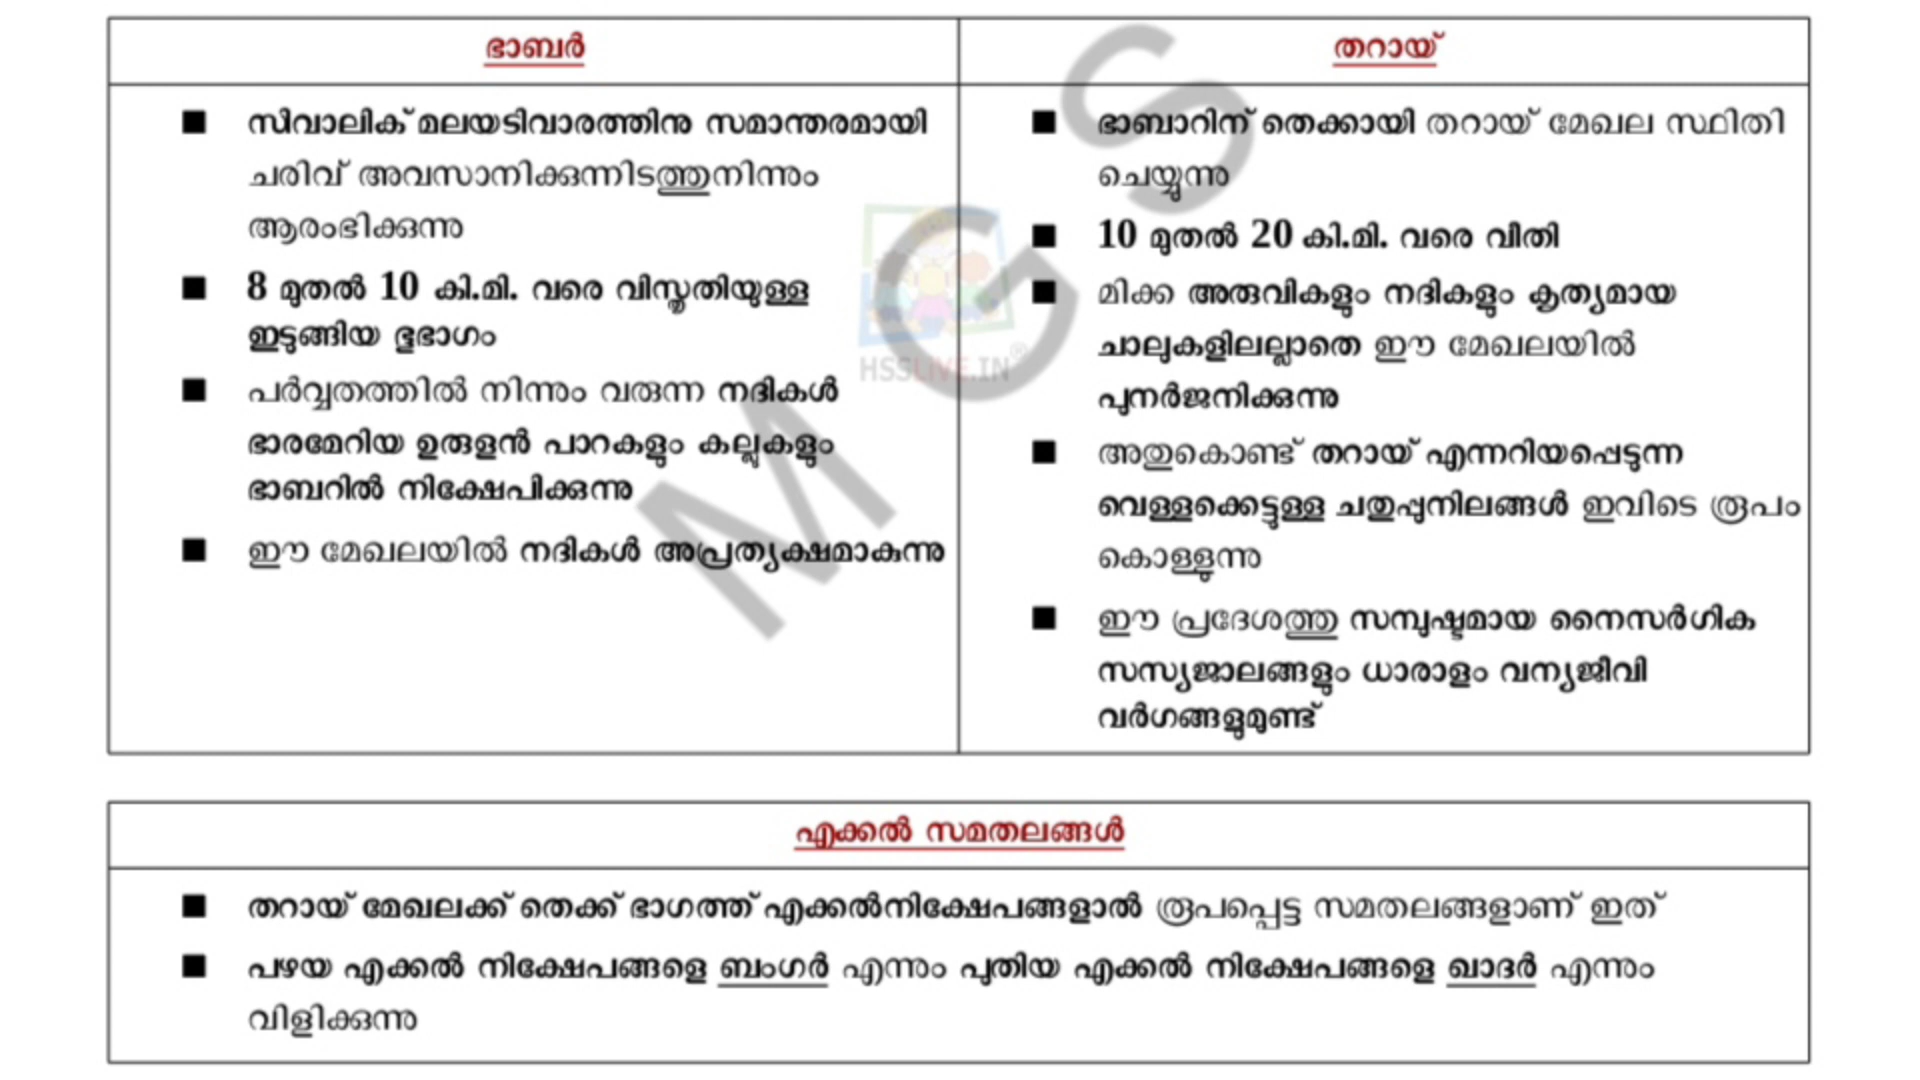 ഭാബർ
സിവാലിക് മലയടിവാരത്തിനു സമാന്തരമായി
ചരിവ് അവസാനിക്കുന്നിടത്തുനിന്നും
ആരംഭിക്കുന്നു
8 മുതൽ 10 കി.മി. വരെ വിസ്തൃതിയുള്ള
ഇടുങ്ങിയ ഭൂഭാഗം
പർവ്വതത്തിൽ നിന്നും വരുന്ന നദികൾ
ഭാരമേറിയ ഉരുളൻ പാറകളും കല്ലുകളും
ഭാബറിൽ നിക്ഷേപിക്കുന്നു
ഈ മേഖലയിൽ നദികൾ അപ്രത്യക്ഷമാകുന്നു
തറായ്
ഭാബാറിന് തെക്കായി തറായ് മേഖല സ്ഥിതി
ചെയ്യുന്നു
10 മുതൽ 20 കി.മി. വരെ വീതി
മിക്ക അരുവികളും നദികളും കൃത്യമായ
ചാലുകളിലല്ലാതെ ഈ മേഖലയിൽ
പുനർജനിക്കുന്നു
അതുകൊണ്ട് തറായ് എന്നറിയപ്പെടുന്ന
വെള്ളക്കെട്ടുള്ള ചതുപ്പുനിലങ്ങൾ ഇവിടെ രൂപം
കൊള്ളുന്നു
ഈ പ്രദേശത്തു സമ്പുഷ്ടമായ നൈസർഗിക
സസ്യജാലങ്ങളും ധാരാളം വന്യജീവി
വർഗങ്ങളുമുണ്ട്
എക്കൽ സമതലങ്ങൾ
തറായ് മേഖലക്ക് തെക്ക് ഭാഗത്ത് എക്കൽനിക്ഷേപങ്ങളാൽ രൂപപ്പെട്ട സമതലങ്ങളാണ് ഇത്
പഴയ എക്കൽ നിക്ഷേപങ്ങളെ ബംഗർ എന്നും പുതിയ എക്കൽ നിക്ഷേപങ്ങളെ ഖാദർ എന്നും
വിളിക്കുന്നു
MGS
HSSLIVE.IN®